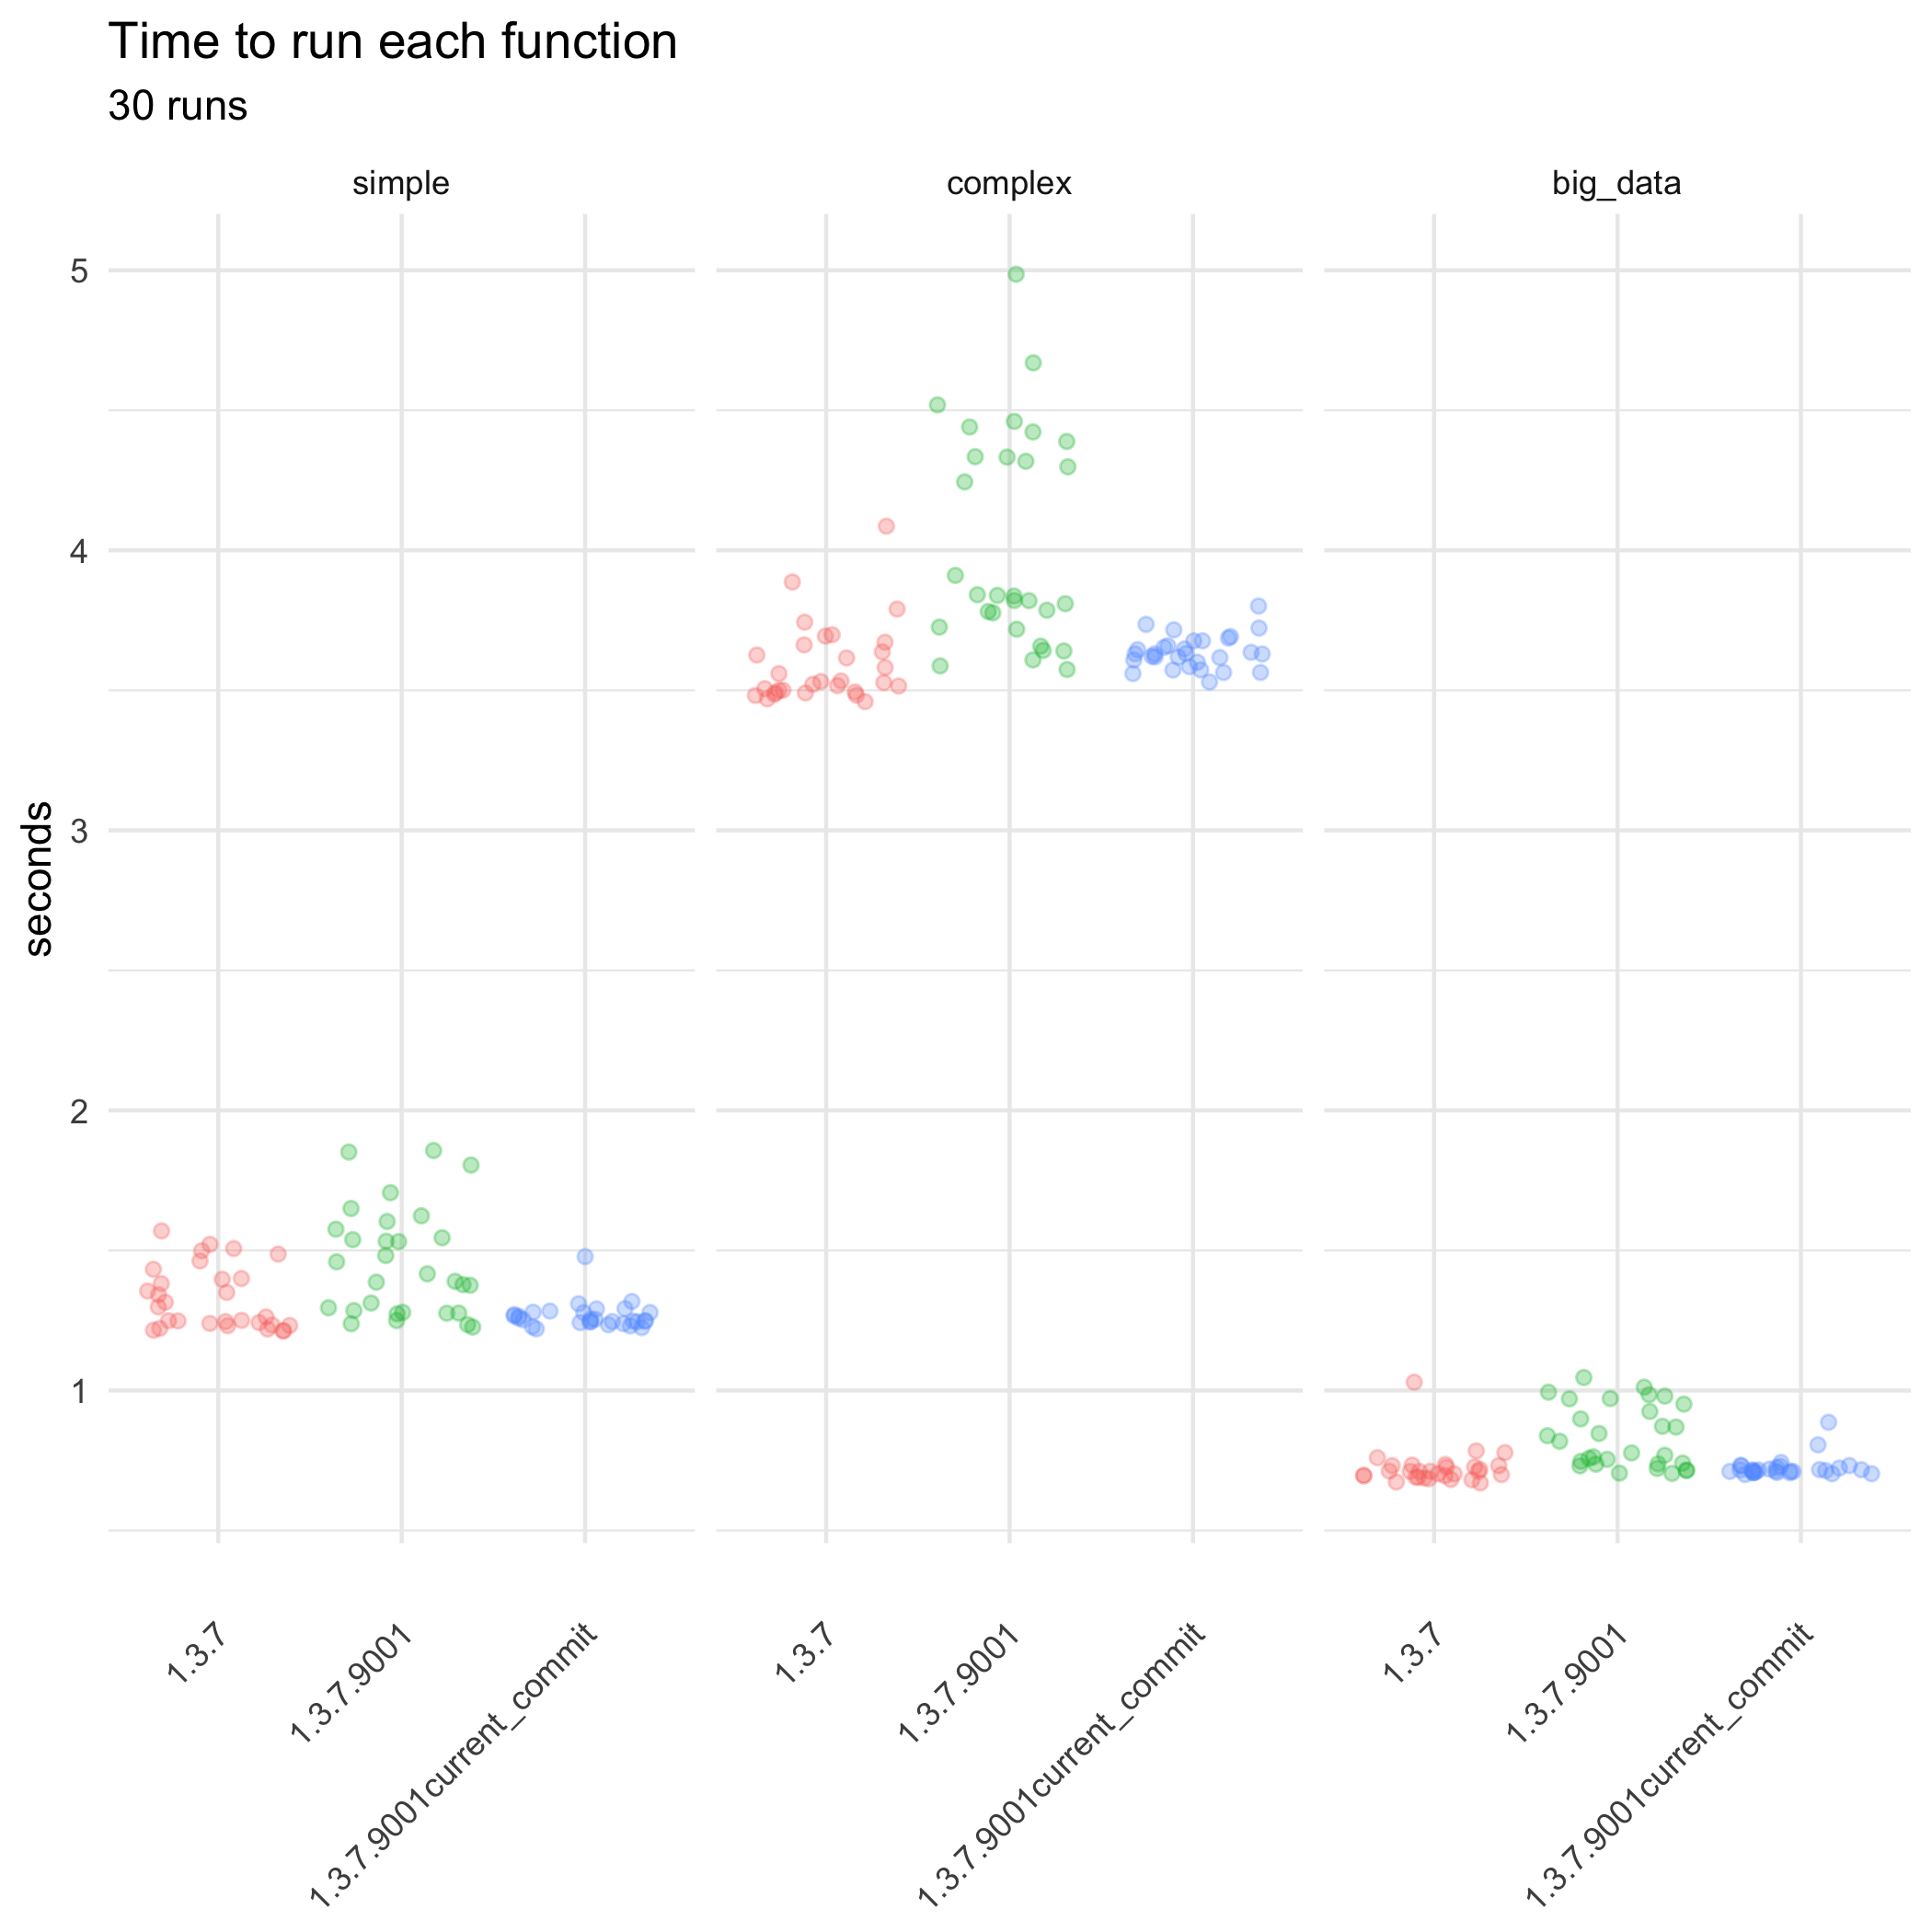 Time to run each function
30 runs
simple
complex
big_data
5
4
3
2
1
seconds
1.3.7
1.3.7.9001
1.3.7.9001current_commit
1.3.7
1.3.7.9001
1.3.7.9001current_commit
1.3.7
1.3.7.9001
1.3.7.9001current_commit